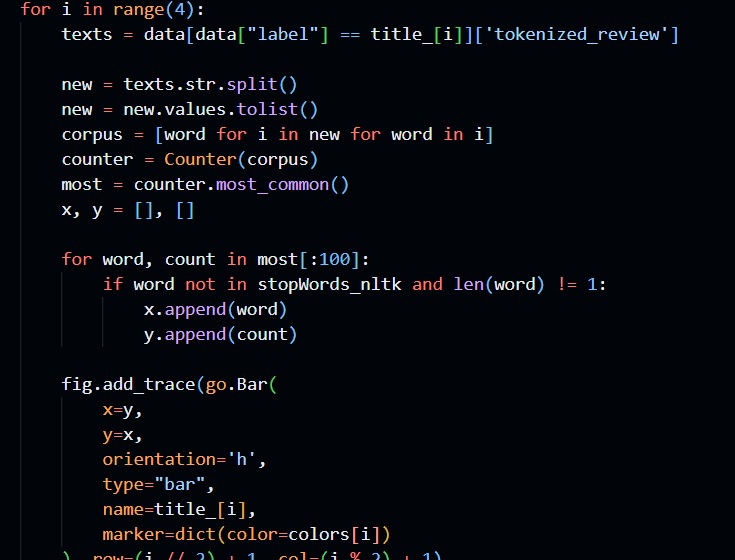 for i in range(4):
    texts = data[data["label"] == title_[i]]['tokenized_review']
    new = texts.str.split()
    new = new.values.tolist()
    corpus = [word for i in new for word in i]
    counter = Counter(corpus)
    most = counter.most_common()
    x, y = [], []
    for word, count in most[:100]:
        if word not in stopWords_nltk and len(word) != 1:
            x.append(word)
            y.append(count)
    fig.add_trace(go.Bar(
        x=y,
        y=x,
        orientation='h',
        type="bar",
        name=title_[i],
        marker=dict(color=colors[i])
    ), row=(i // 2) + 1, col=(i % 2) + 1)